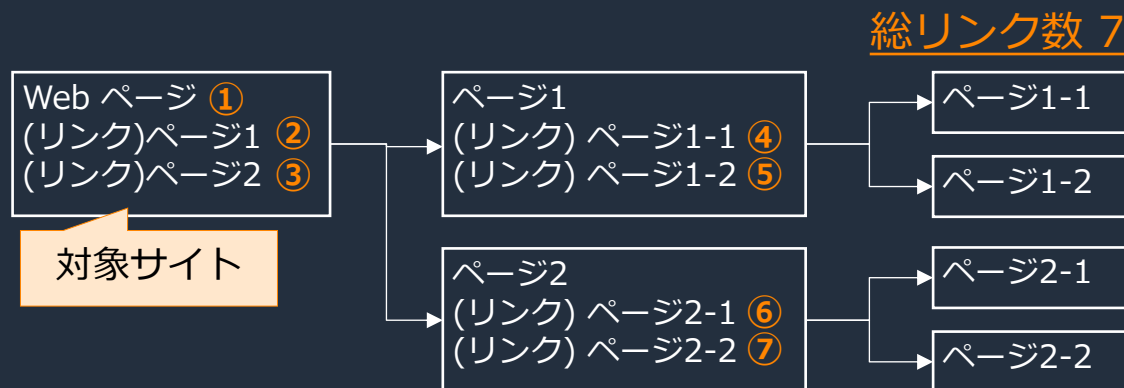 総リンク数 7
Web ページ ①
(リンク)ページ1 ②
(リンク)ページ2 ③
対象サイト
ページ1
(リンク) ページ1-1 ④
(リンク) ページ1-2 ⑤
ページ2
(リンク) ページ2-1 ⑥
(リンク) ページ2-2 ⑦
ページ1-1
ページ1-2
ページ2-1
ページ2-2